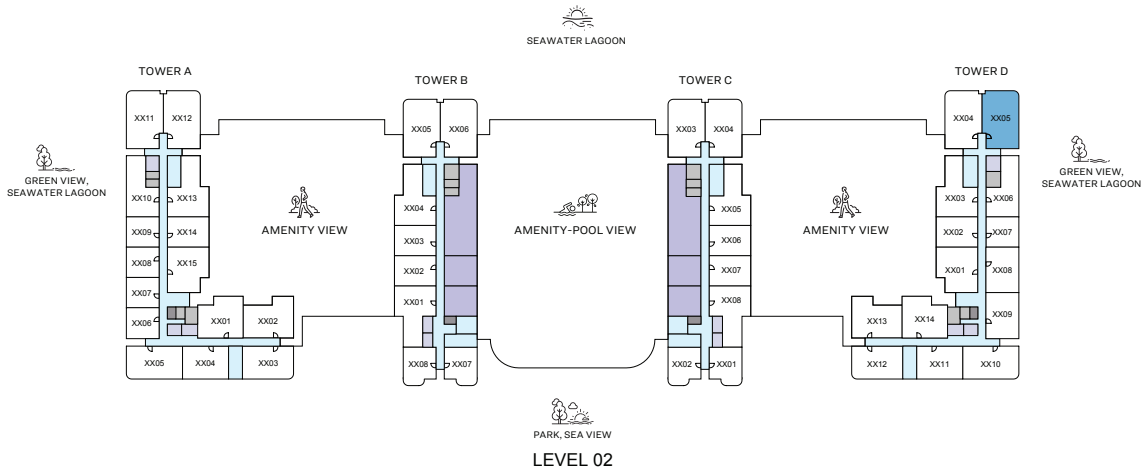 SEAWATER LAGOON
TOWER A
TOWER B
TOWER C
TOWER D
XX11
XX12
XX05
XX06
XX03
XX04
XX04
XX05
GREEN VIEW,
SEAWATER LAGOON
GREEN VIEW,
SEAWATER LAGOON
XX10
XX13
XX09
XX14
XX08
XX15
XX07
XX06
XX01
XX02
XX05
XX04
XX03
AMENITY VIEW
XX04
XX03
XX02
XX01
XX08
XX07
AMENITY-POOL VIEW
XX05
XX06
XX07
XX08
XX02
XX01
AMENITY VIEW
XX03
XX06
XX02
XX07
XX01
XX08
XX09
XX13
XX14
XX12
XX11
XX10
PARK, SEA VIEW
LEVEL 02